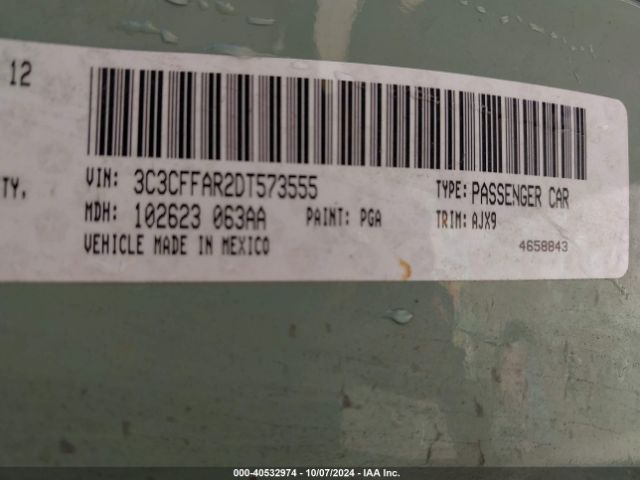 12
TY,
VIN: 3C3CFFAR2DT573555 TYPE: PASSENGER CAR
MDH: 102623 063AA PAINT: PGA TRIM: AJX9
VEHICLE MADE IN MEXICO 4658843
000-40532974 - 10/07/2024 - IAA Inc.